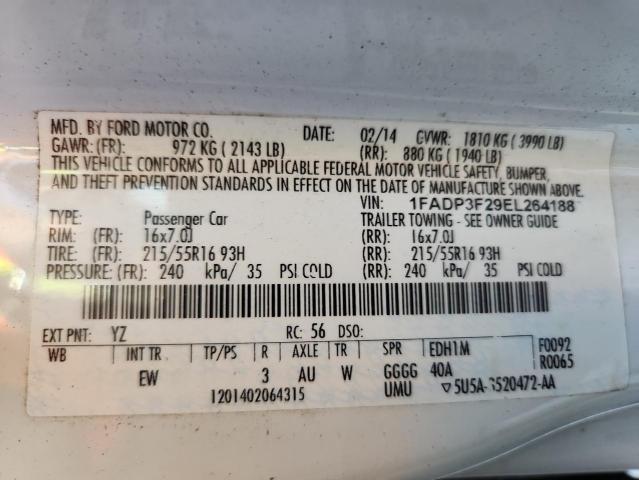 MFD. BY FORD MOTOR CO. DATE: 02/14 GVWR: 1810 KG ( 3990 LB)
GAWR: (FR): 972 KG ( 2143 LB) (RR): 880 KG ( 1940 LB)
THIS VEHICLE CONFORMS TO ALL APPLICABLE FEDERAL MOTOR VEHICLE SAFETY, BUMPER,
AND THEFT PREVENTION STANDARDS IN EFFECT ON THE DATE OF MANUFACTURE SHOWN ABOVE.
VIN: 1FADP3F29EL264188
TYPE: Passenger Car TRAILER TOWING - SEE OWNER GUIDE
RIM: (FR): 16x7.0J (RR): 16x7.0J
TIRE: (FR): 215/55R16 93H (RR): 215/55R16 93H
PRESSURE: (FR): 240 kPa/ 35 PSI COLD (RR): 240 kPa/ 35 PSI COLD
EXT PNT: YZ RC: 56 DSO:
WB INT TR TP/PS R AXLE TR SPR EDH1M F0092
EW 3 AU W GGGG 40A R0065
1201402064315 UMU